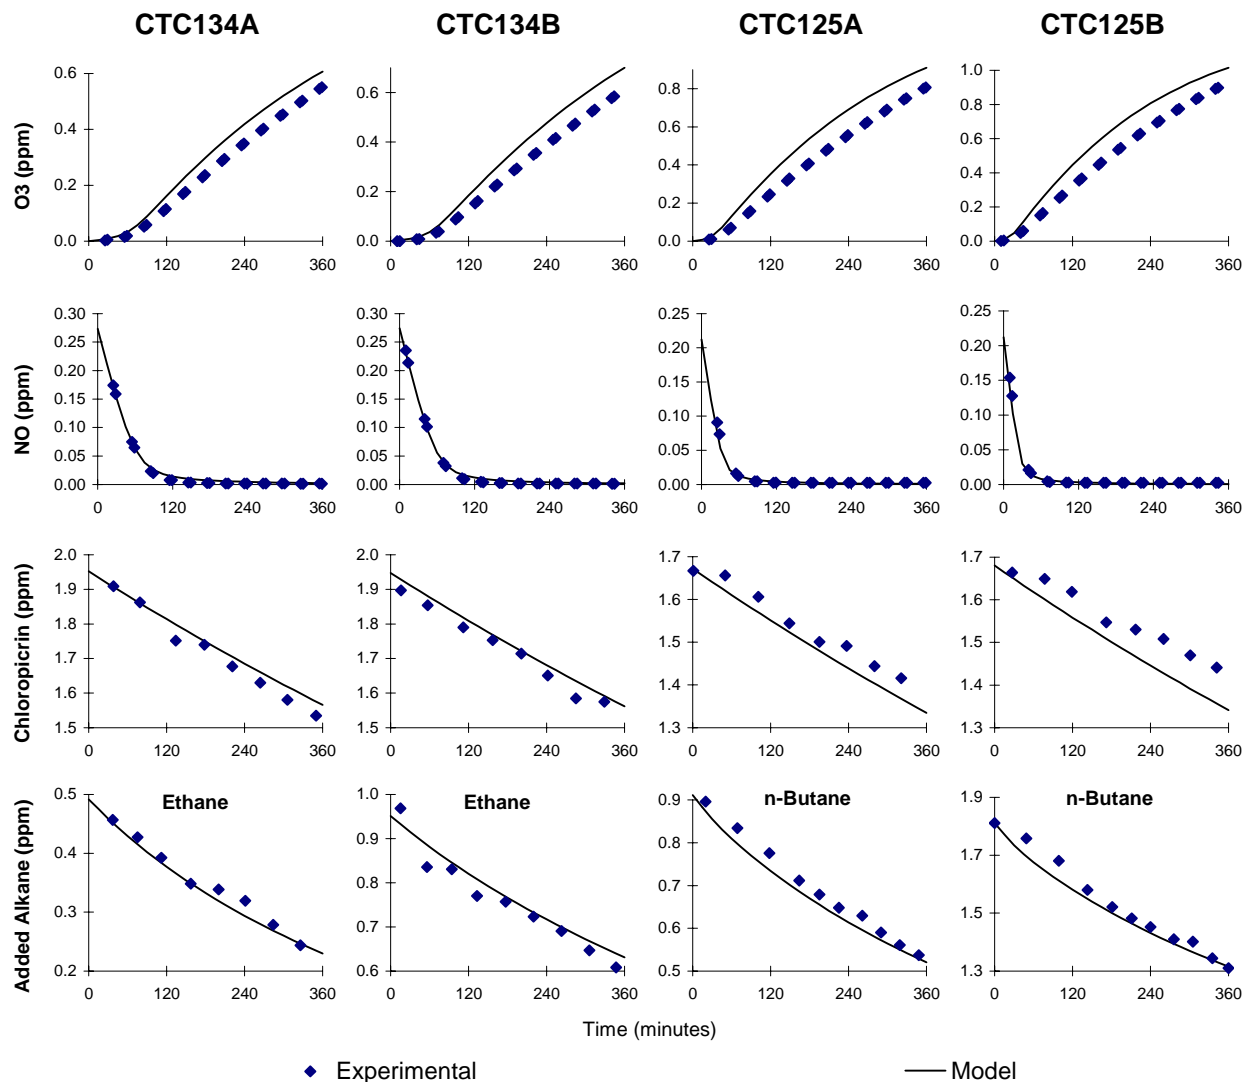 CTC134A CTC134B CTC125A CTC125B
O3 (ppm)
0.6 0.4 0.2 0.0
0 120 240 360
0.6 0.4 0.2 0.0
0 120 240 360
0.8 0.6 0.4 0.2 0.0
0 120 240 360
1.0 0.8 0.6 0.4 0.2 0.0
0 120 240 360
NO (ppm)
0.30 0.25 0.20 0.15 0.10 0.05 0.00
0 120 240 360
0.30 0.25 0.20 0.15 0.10 0.05 0.00
0 120 240 360
0.25 0.20 0.15 0.10 0.05 0.00
0 120 240 360
0.25 0.20 0.15 0.10 0.05 0.00
0 120 240 360
Chloropicrin (ppm)
2.0 1.9 1.8 1.7 1.6 1.5
0 120 240 360
2.0 1.9 1.8 1.7 1.6 1.5
0 120 240 360
1.7 1.6 1.5 1.4 1.3
0 120 240 360
1.7 1.6 1.5 1.4 1.3
0 120 240 360
Added Alkane (ppm)
Ethane
0.5 0.4 0.3 0.2
0 120 240 360
Ethane
1.0 0.9 0.8 0.7 0.6
0 120 240 360
n-Butane
0.9 0.8 0.7 0.6 0.5
0 120 240 360
n-Butane
1.9 1.7 1.5 1.3
0 120 240 360
Time (minutes)
Experimental Model